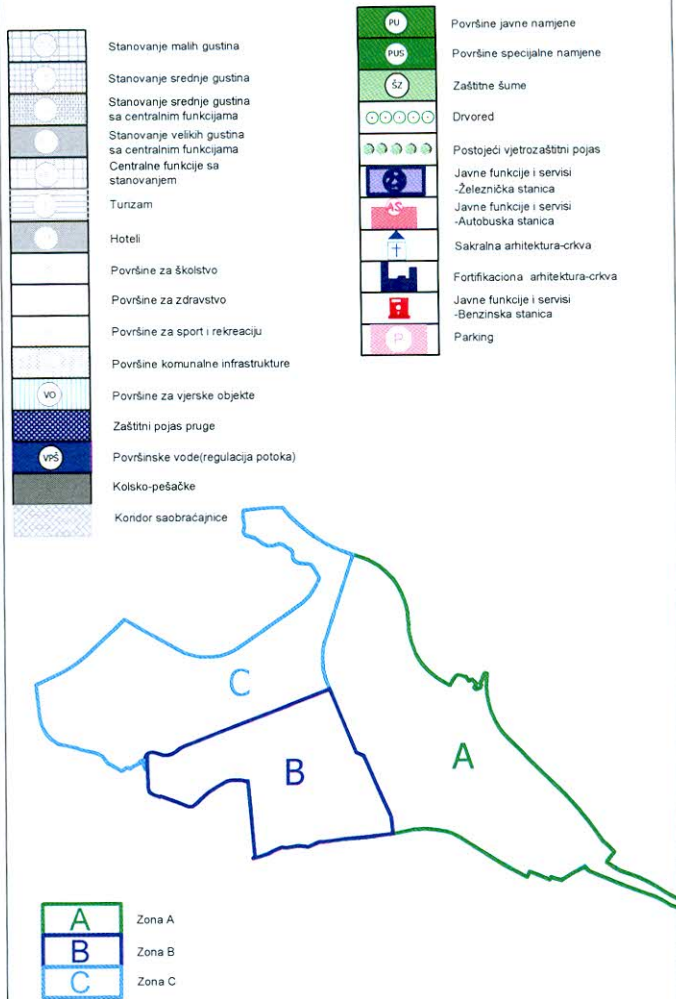 Stanovanje malih gustina
Stanovanje srednje gustina
Stanovanje srednje gustina
sa centralnim funkcijama
Stanovanje velikih gustina
sa centralnim funkcijama
Centralne funkcije sa
stanovanjem
Turizam
Hoteli
Površine za školstvo
Površine za zdravstvo
Površine za sport i rekreaciju
Površine komunalne infrastrukture
VO
Površine za vjerske objekte
Zaštitni pojas pruge
VPŠ
Površinske vode(regulacija potoka)
Kolsko-pešačke
Koridor saobraćajnice
PU
Površine javne namjene
PUS
Površine specijalne namjene
ŠZ
Zaštitne šume
Drvored
Postojeći vjetrozaštitni pojas
Javne funkcije i servisi
-Železnička stanica
AS
Javne funkcije i servisi
-Autobuska stanica
Sakralna arhitektura-crkva
Fortifikaciona arhitektura-crkva
Javne funkcije i servisi
-Benzinska stanica
P
Parking
C
B
A
A
Zona A
B
Zona B
C
Zona C